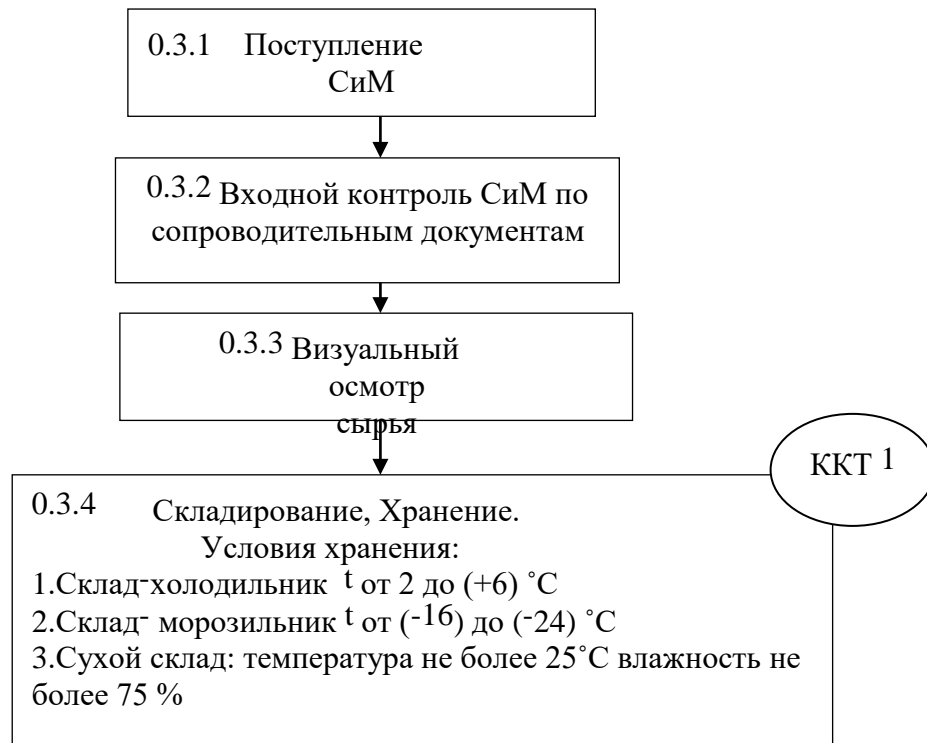 0.3.1 Поступление
СиМ
0.3.2 Входной контроль СиМ по
сопроводительным документам
0.3.3 Визуальный
осмотр
сырья
ККТ 1
0.3.4 Складирование, Хранение.
Условия хранения:
1.Склад-холодильник t от 2 до (+6) ˚С
2.Склад- морозильник t от (-16) до (-24) ˚С
3.Сухой склад: температура не более 25˚С влажность не
более 75 %